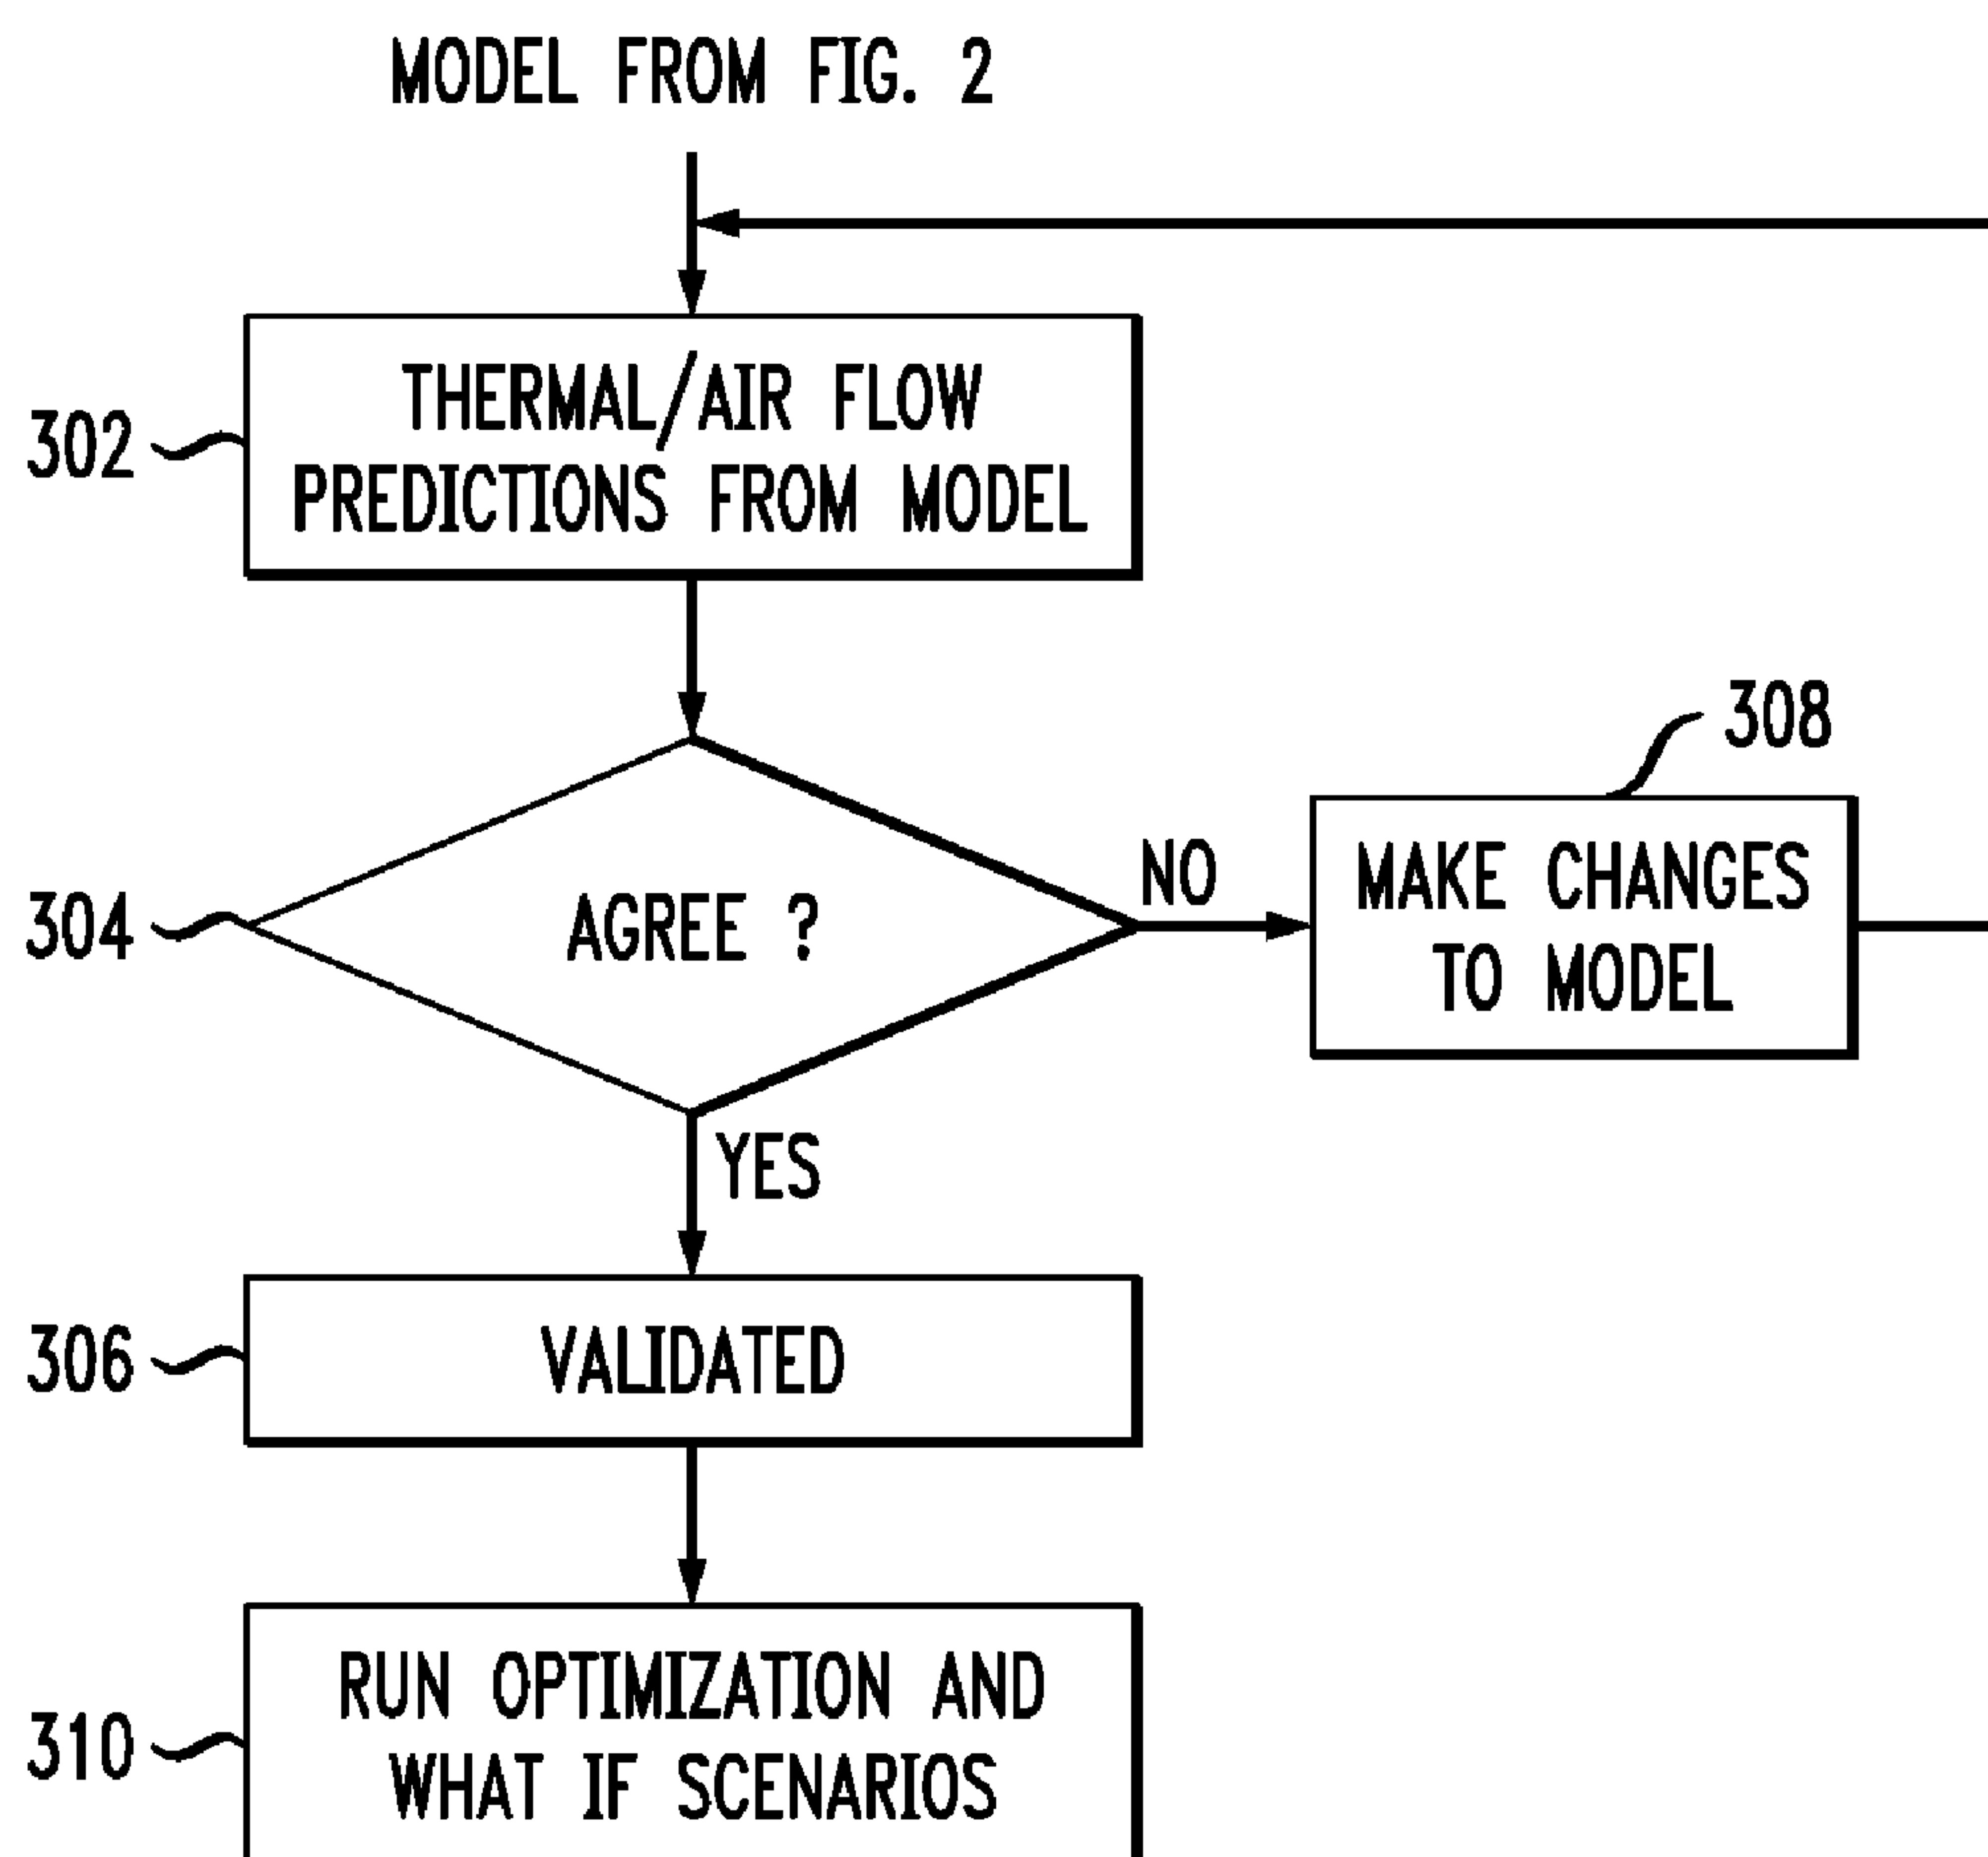 MODEL FROM FIG. 2
302
THERMAL/AIR FLOW
PREDICTIONS FROM MODEL
304
AGREE ?
NO
308
MAKE CHANGES
TO MODEL
YES
306
VALIDATED
310
RUN OPTIMIZATION AND
WHAT IF SCENARIOS